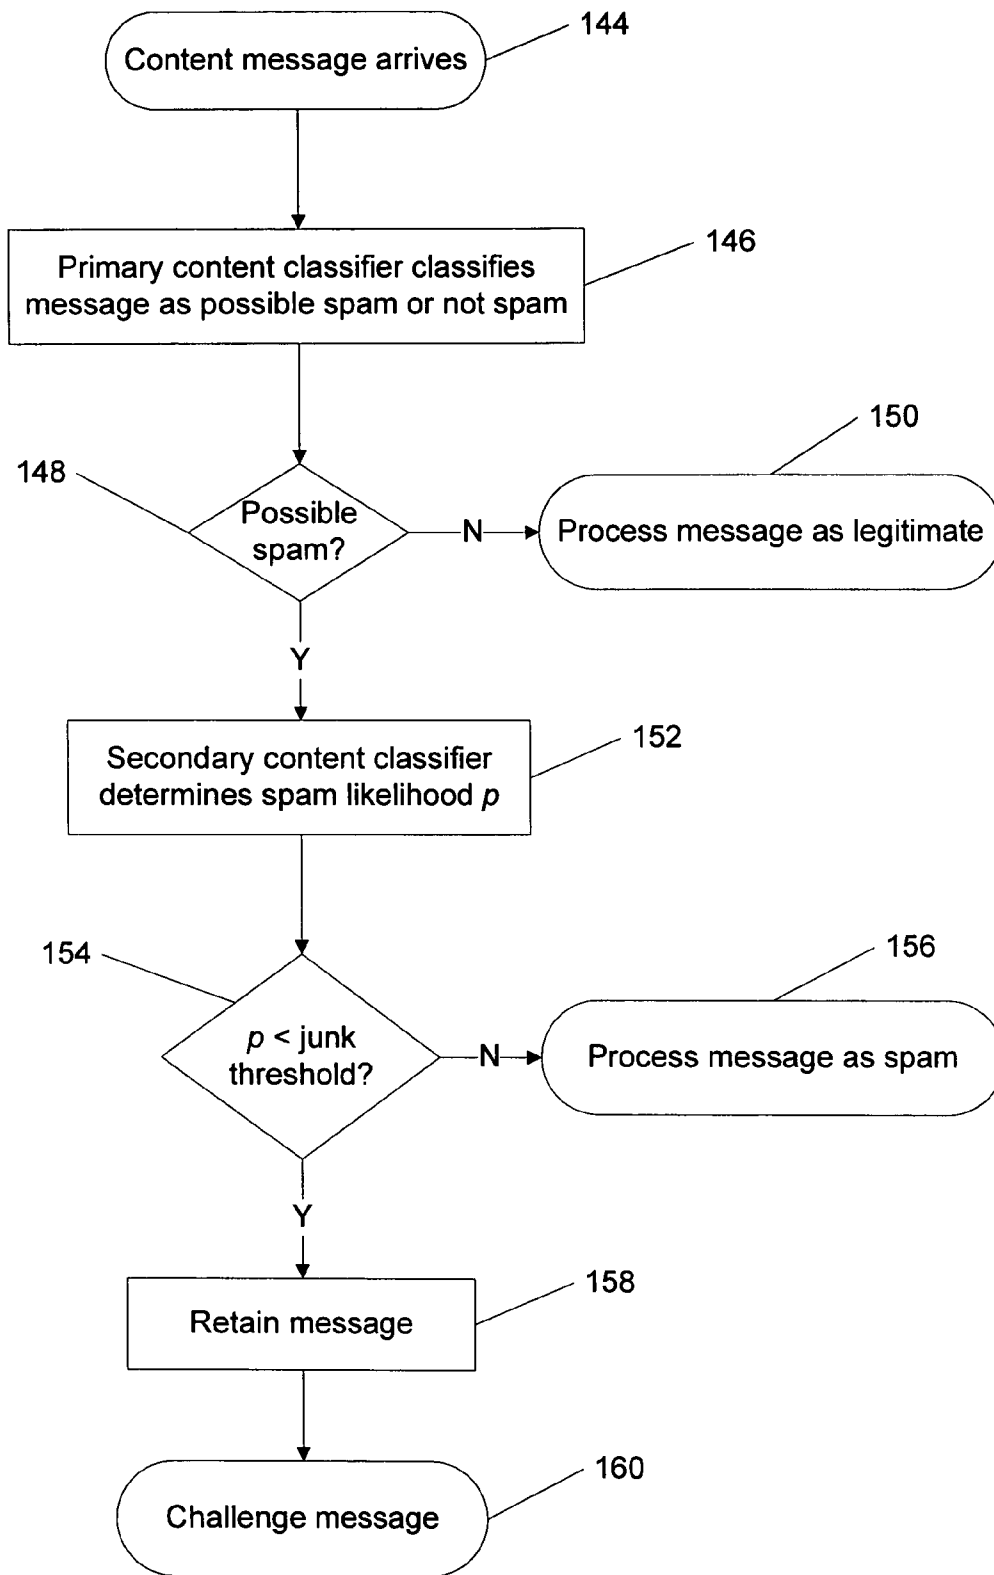 Content message arrives
144
Primary content classifier classifies
message as possible spam or not spam
146
148
Possible
spam?
N
150
Process message as legitimate
Y
Secondary content classifier
determines spam likelihood p
152
154
p < junk
threshold?
N
156
Process message as spam
Y
Retain message
158
Challenge message
160